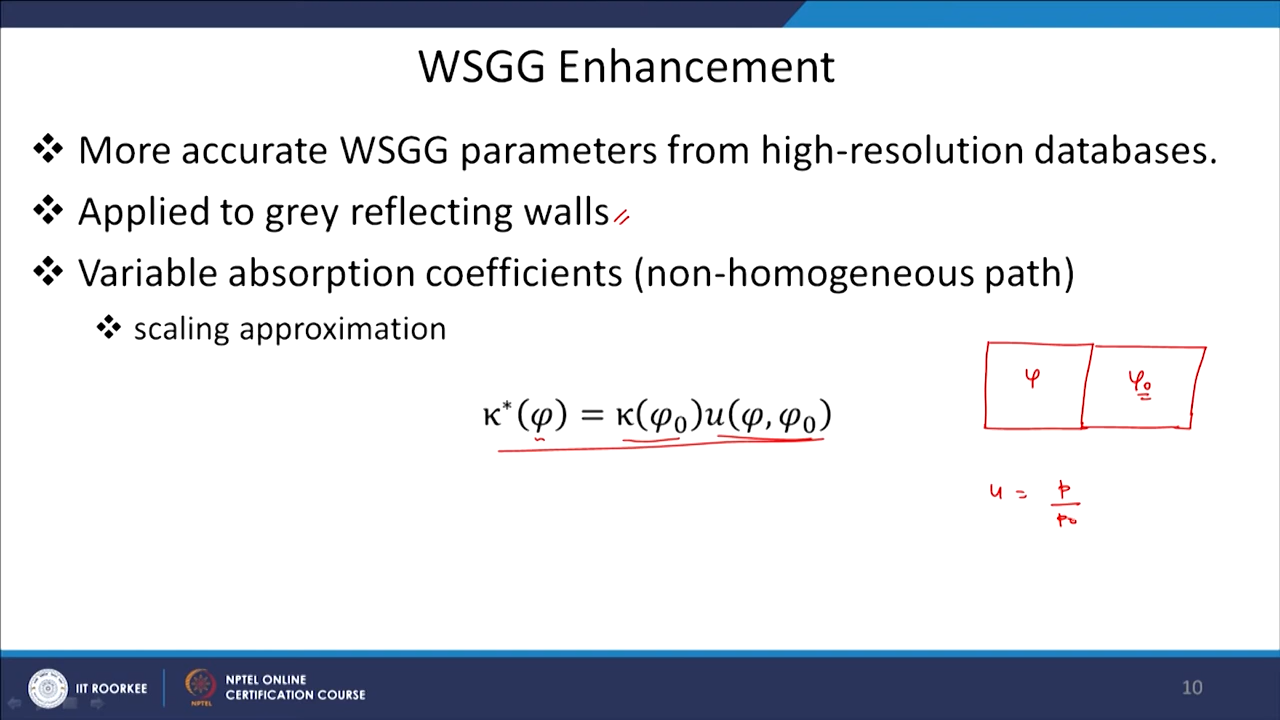 WSGG Enhancement
❖ More accurate WSGG parameters from high-resolution databases.
❖ Applied to grey reflecting walls
❖ Variable absorption coefficients (non-homogeneous path)
❖ scaling approximation
κ*(φ) = κ(φ₀)u(φ, φ₀)
φ φ₀
u = p/p₀
IIT ROORKEE
NPTEL
NPTEL ONLINE
CERTIFICATION COURSE
10